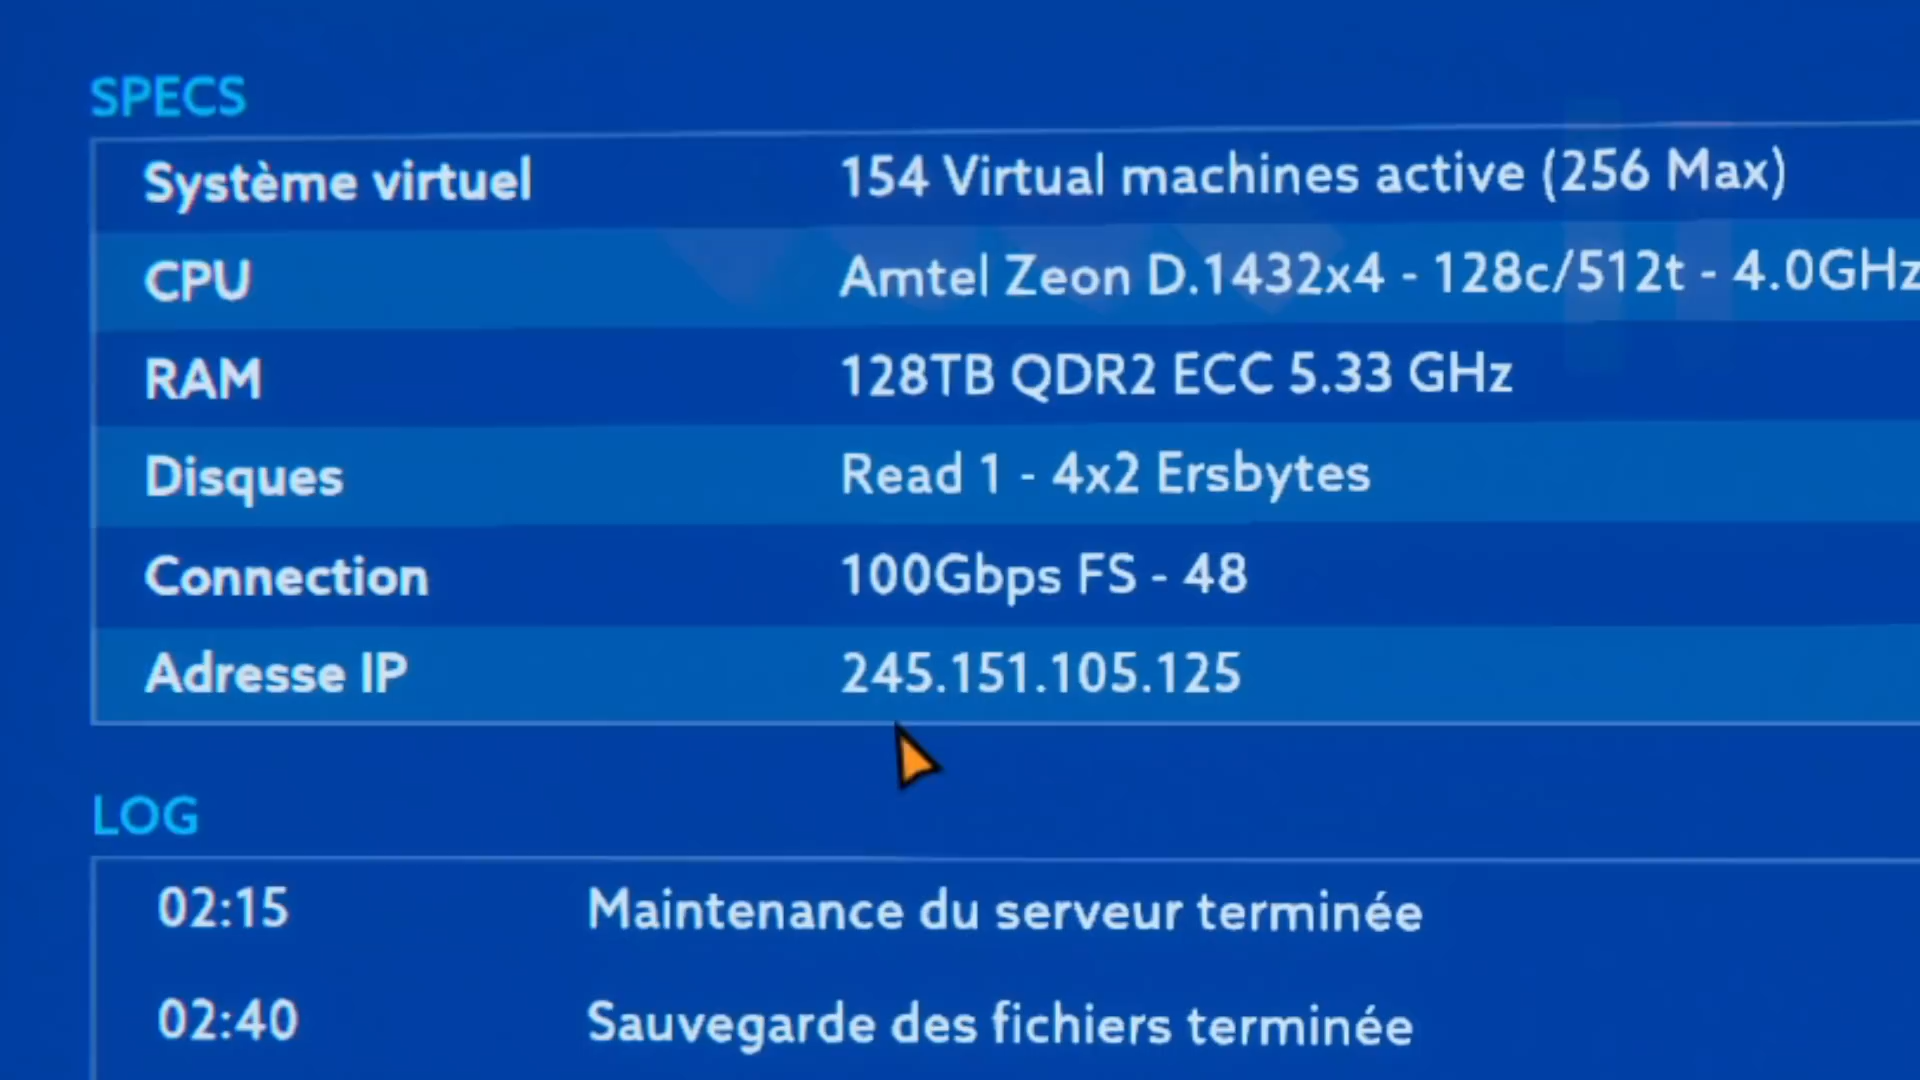 SPECS
Système virtuel 154 Virtual machines active (256 Max)
CPU Amtel Zeon D.1432x4 - 128c/512t - 4.0GHz
RAM 128TB QDR2 ECC 5.33 GHz
Disques Read 1 - 4x2 Ersbytes
Connection 100Gbps FS - 48
Adresse IP 245.151.105.125
LOG
02:15 Maintenance du serveur terminée
02:40 Sauvegarde des fichiers terminée